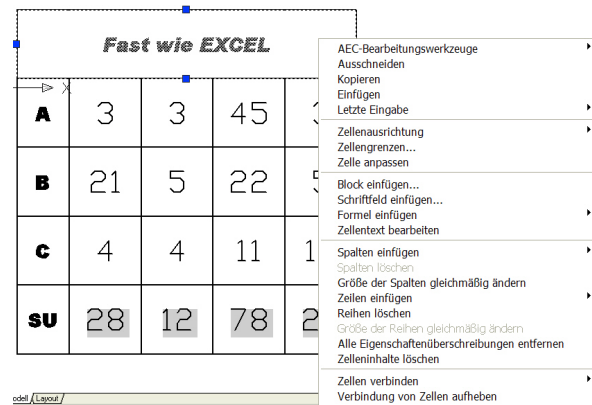 Fast wie EXCEL
X
A 3 3 45
B 21 5 22
C 4 4 11 1
SU 28 12 78 2
AEC-Bearbeitungswerkzeuge
Ausschneiden
Kopieren
Einfügen
Letzte Eingabe
Zellenausrichtung
Zellengrenzen...
Zelle anpassen
Block einfügen...
Schriftfeld einfügen...
Formel einfügen
Zellentext bearbeiten
Spalten einfügen
Spalten löschen
Größe der Spalten gleichmäßig ändern
Zeilen einfügen
Reihen löschen
Größe der Reihen gleichmäßig ändern
Alle Eigenschaftenüberschreibungen entfernen
Zelleninhalte löschen
Zellen verbinden
Verbindung von Zellen aufheben
odell Layout